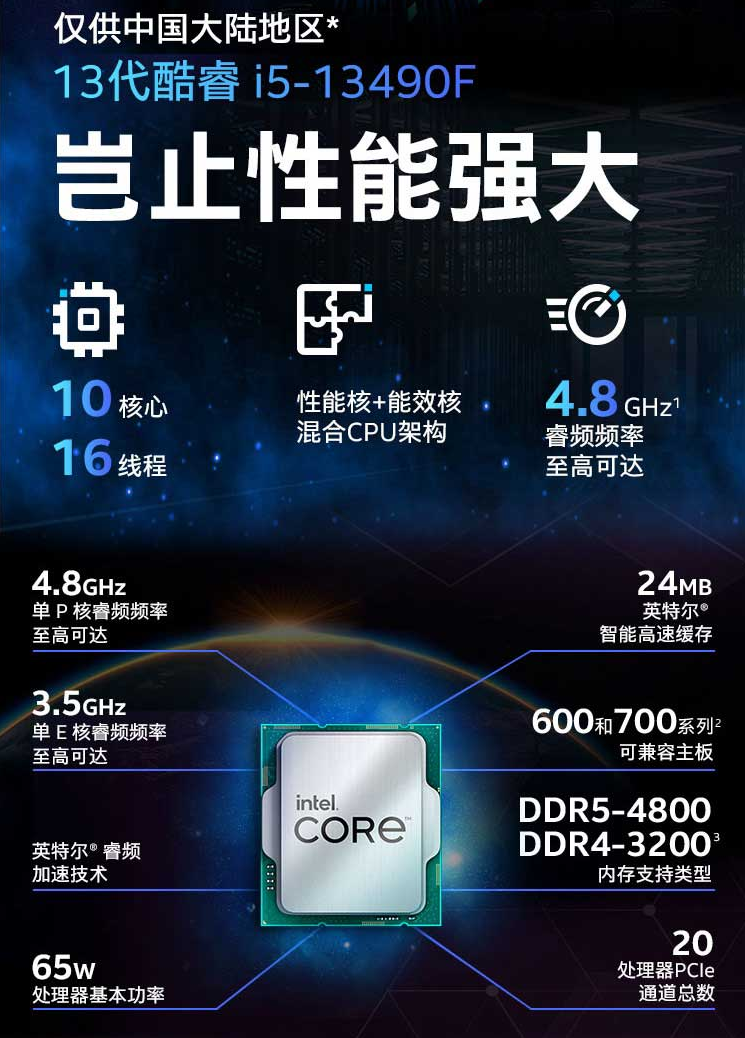 仅供中国大陆地区*
13代酷睿 i5-13490F
岂止性能强大
10 核心
16 线程
性能核+能效核
混合CPU架构
4.8 GHz¹
睿频频率
至高可达
4.8GHz
单 P 核睿频频率
至高可达
3.5GHz
单 E 核睿频频率
至高可达
英特尔® 睿频
加速技术
65W
处理器基本功率
intel.
CORe™
24MB
英特尔®
智能高速缓存
600和700系列²
可兼容主板
DDR5-4800
DDR4-3200³
内存支持类型
20
处理器PCIe
通道总数